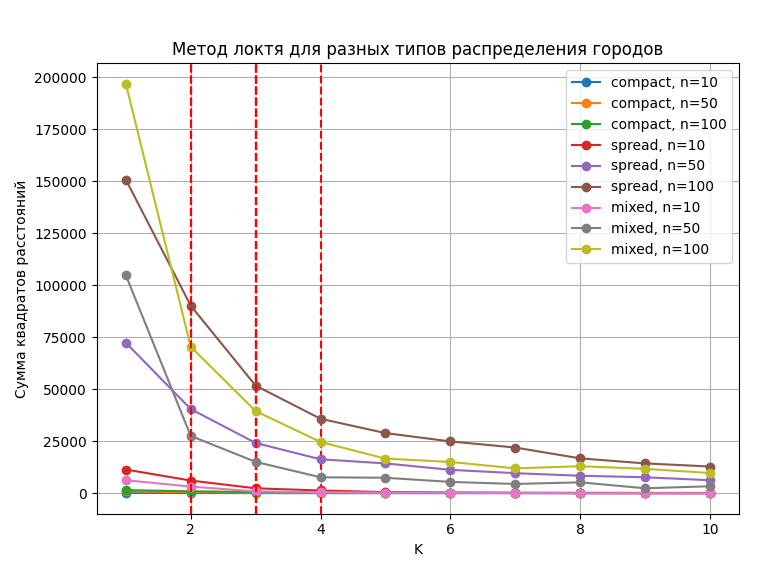 Метод локтя для разных типов распределения городов
Сумма квадратов расстояний
200000
175000
150000
125000
100000
75000
50000
25000
0
2
4
6
8
10
K
compact, n=10
compact, n=50
compact, n=100
spread, n=10
spread, n=50
spread, n=100
mixed, n=10
mixed, n=50
mixed, n=100